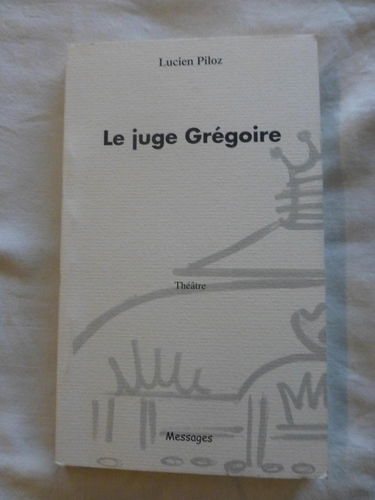 Lucien Piloz
Le juge Grégoire
Théâtre
Messages